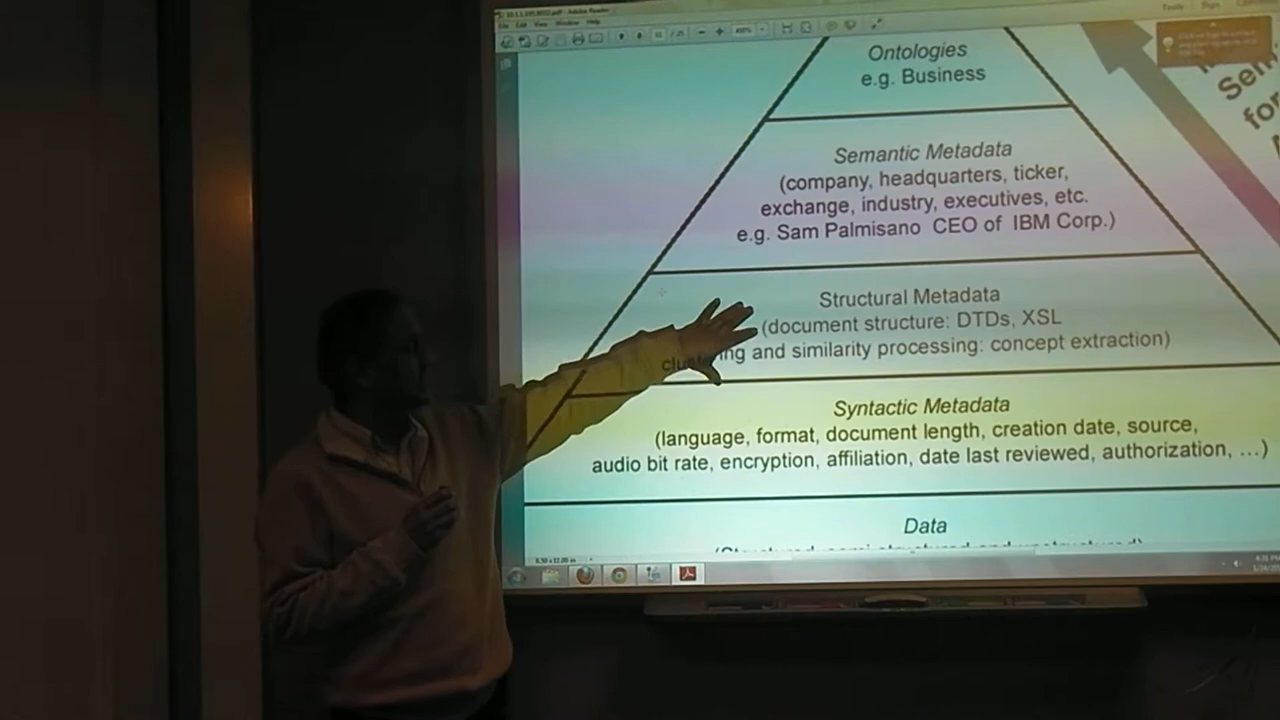 Ontologies
e.g. Business
Semantic Metadata
(company, headquarters, ticker,
exchange, industry, executives, etc.
e.g. Sam Palmisano CEO of IBM Corp.)
Structural Metadata
(document structure: DTDs, XSL
and similarity processing: concept extraction)
Syntactic Metadata
(language, format, document length, creation date, source,
audio bit rate, encryption, affiliation, date last reviewed, authorization, ...)
Data
Sem
for